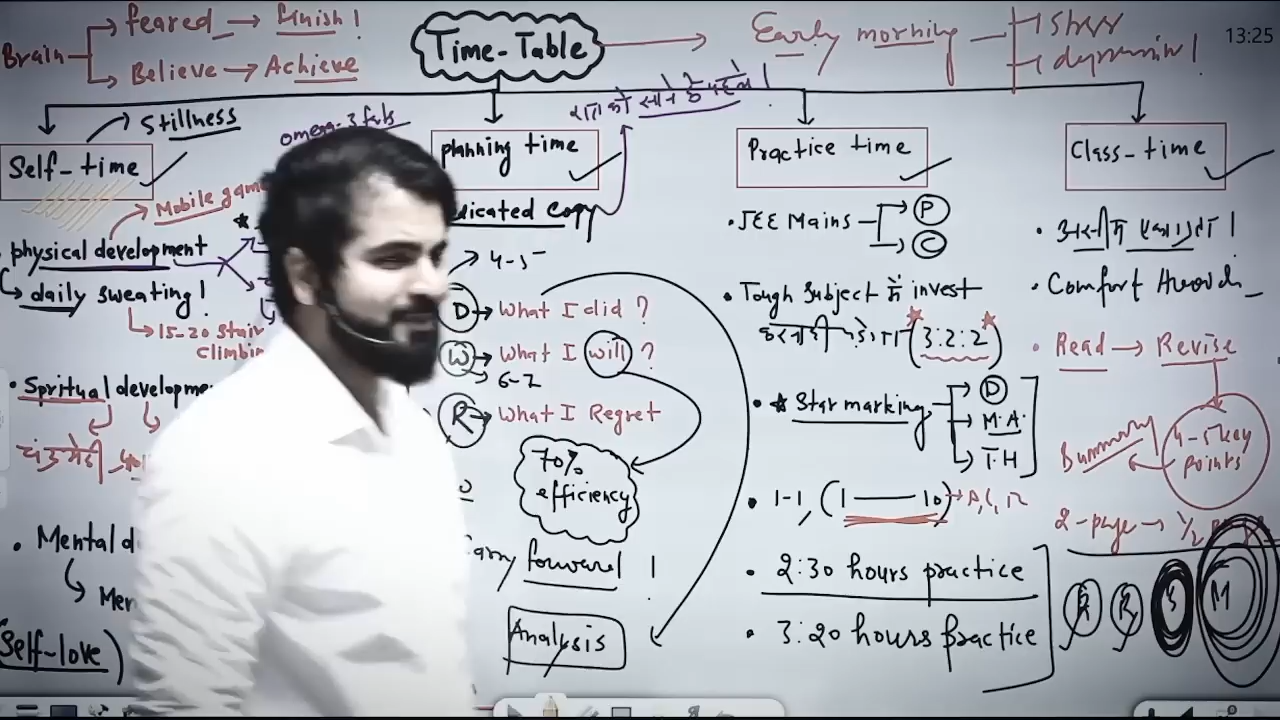 Brain
feared → finish!
Believe → Achieve
Time-Table
Early morning
13:25
Stillness
omega-3 fats
Self-time
Mobile gam
physical development
daily sweating!
15-20 Stair
Climbin
Spritual developme
Mental d
Men
(Self-love)
planning time
dicated copy
4-5
D → What I did ?
W → What I will ?
6-7
R → What I Regret
70%
efficiency
forward !
Analysis
Practice time
• JEE Mains
P
C
• Tough subject में invest
(3:2:2)
• * Star marking
D
M.A.
T.H
• 1-1, (1 — 10)
• 2:30 hours practice
• 3:20 hours practice
Class-time
• Comfort
• Read → Revise
4-5 key
points
2-page → 1/2
R R S M